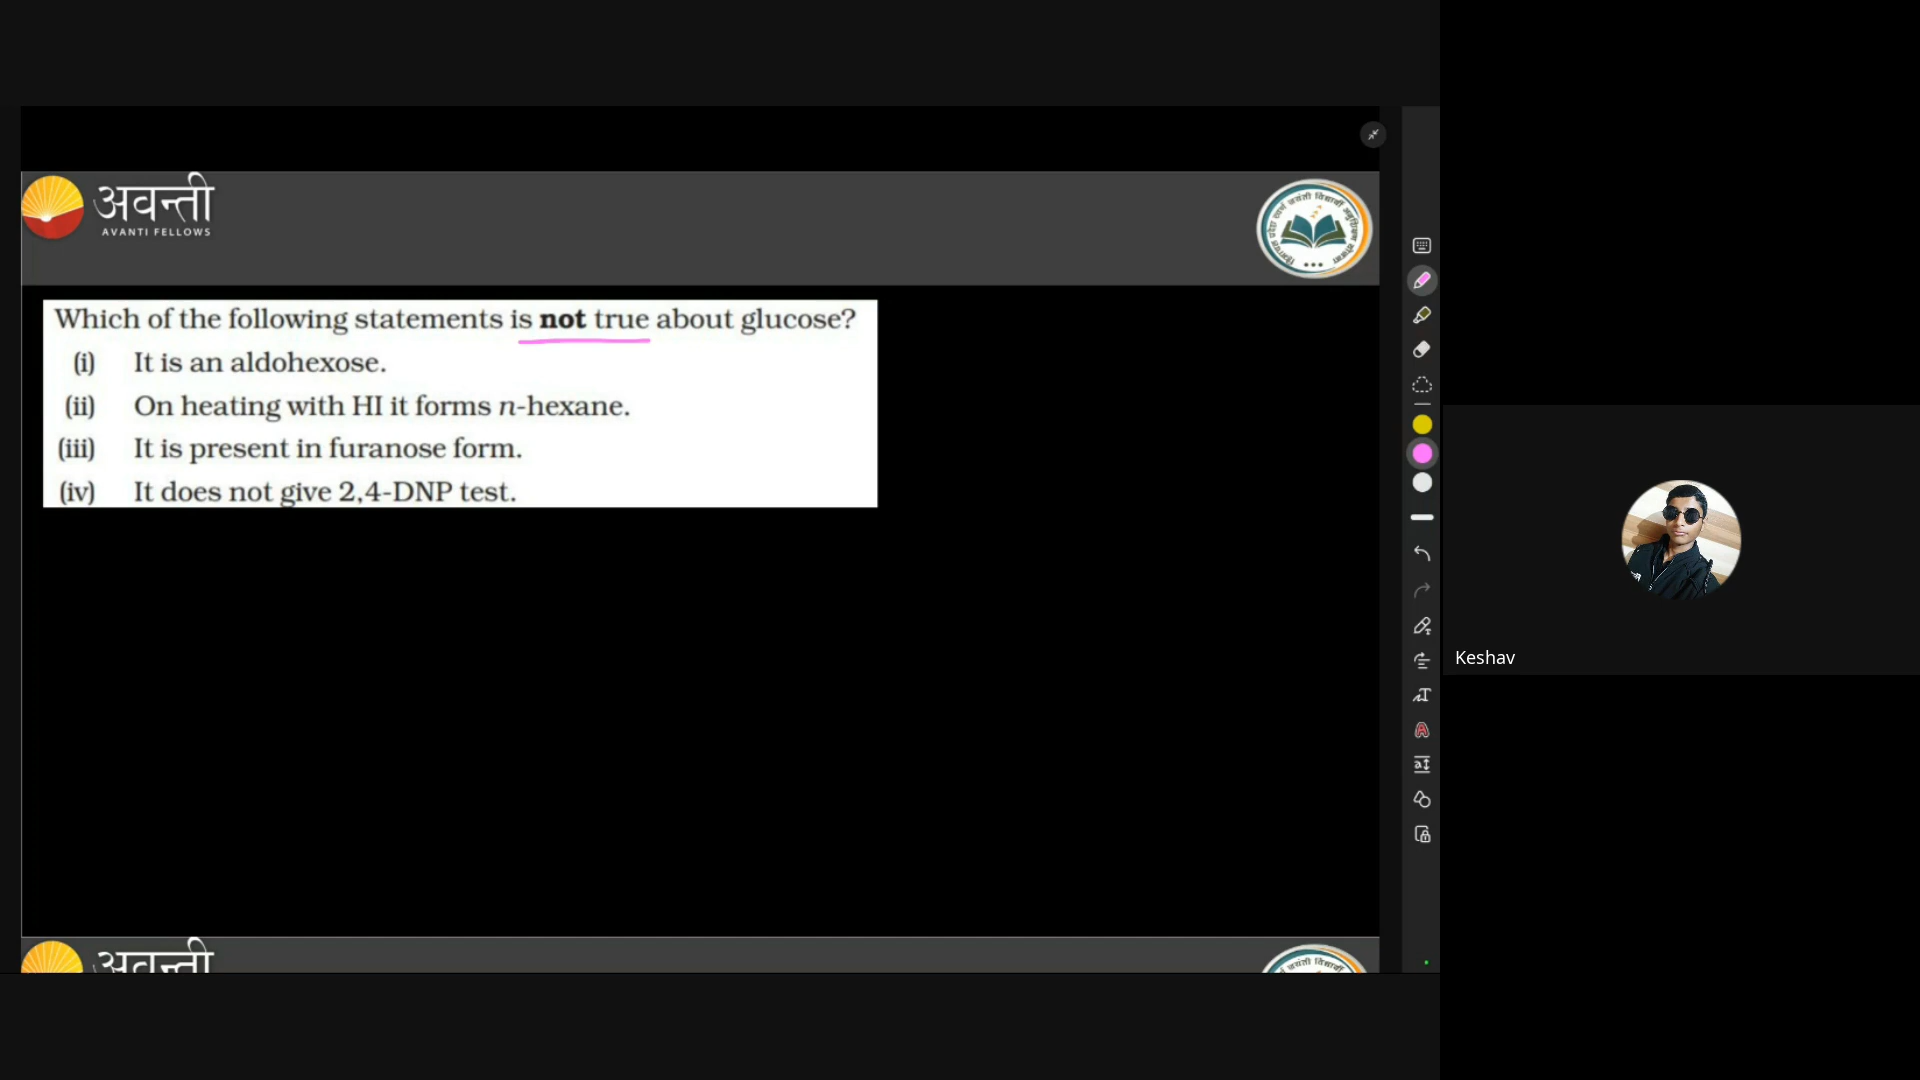 अवन्ती
AVANTI FELLOWS
Which of the following statements is not true about glucose?
(i) It is an aldohexose.
(ii) On heating with HI it forms n-hexane.
(iii) It is present in furanose form.
(iv) It does not give 2,4-DNP test.
Keshav
अवन्ती